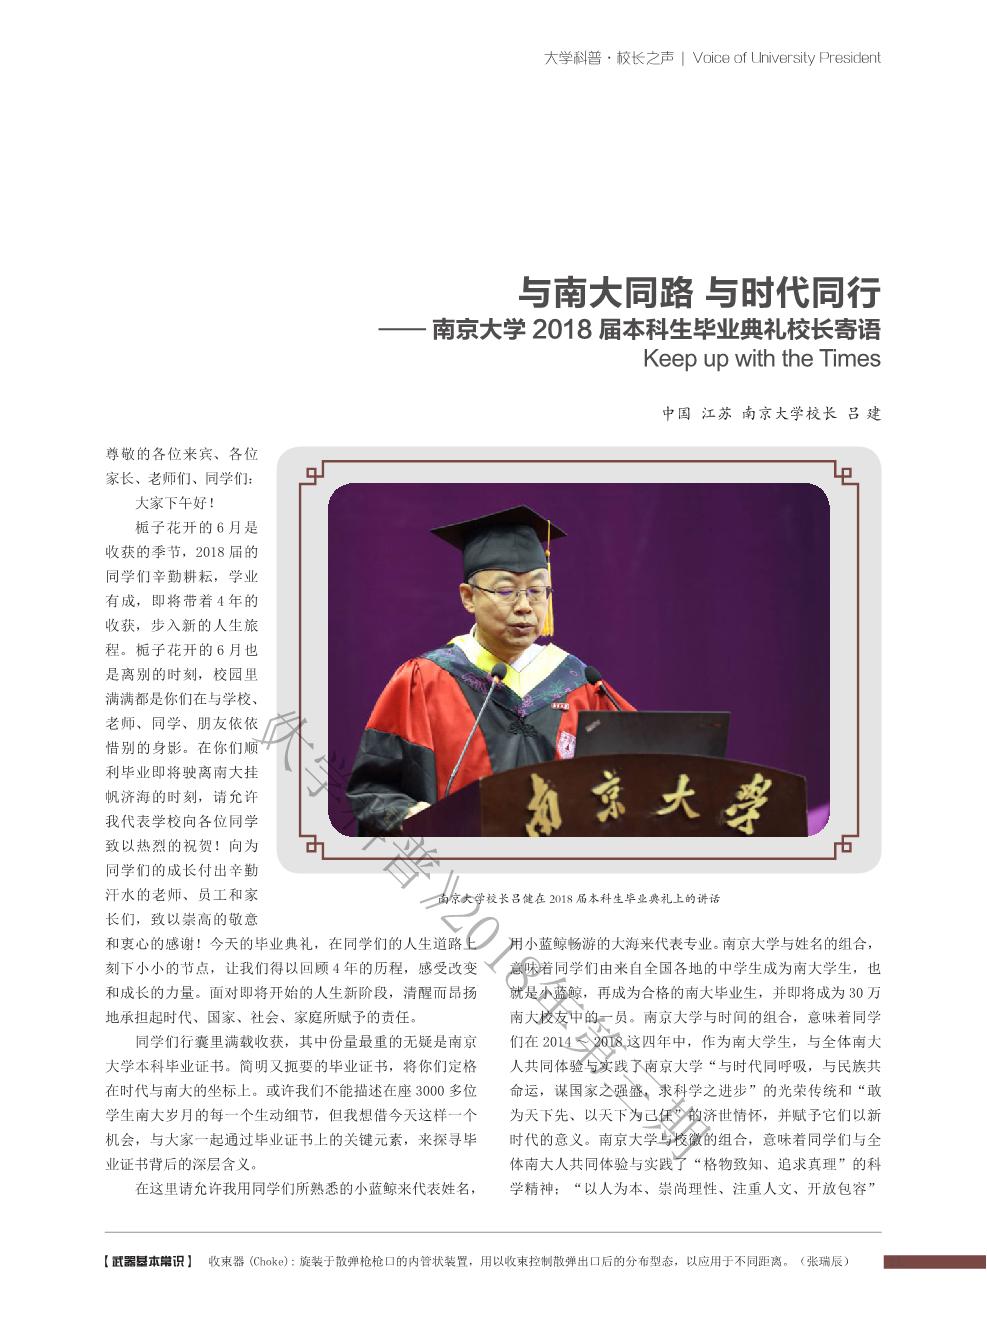 大学科普·校长之声 | Voice of University President
与南大同路 与时代同行
—— 南京大学 2018 届本科生毕业典礼校长寄语
Keep up with the Times
中国 江苏 南京大学校长 吕 建
尊敬的各位来宾、各位
家长、老师们、同学们：
大家下午好！
栀子花开的 6 月是
收获的季节，2018 届的
同学们辛勤耕耘，学业
有成，即将带着 4 年的
收获，步入新的人生旅
程。栀子花开的 6 月也
是离别的时刻，校园里
满满都是你们在与学校、
老师、同学、朋友依依
惜别的身影。在你们顺
利毕业即将驶离南大挂
帆济海的时刻，请允许
我代表学校向各位同学
致以热烈的祝贺！向为
同学们的成长付出辛勤
汗水的老师、员工和家
长们，致以崇高的敬意
和衷心的感谢！今天的毕业典礼，在同学们的人生道路上
刻下小小的节点，让我们得以回顾 4 年的历程，感受改变
和成长的力量。面对即将开始的人生新阶段，清醒而昂扬
地承担起时代、国家、社会、家庭所赋予的责任。
同学们行囊里满载收获，其中份量最重的无疑是南京
大学本科毕业证书。简明又扼要的毕业证书，将你们定格
在时代与南大的坐标上。或许我们不能描述在座 3000 多位
学生南大岁月的每一个生动细节，但我想借今天这样一个
机会，与大家一起通过毕业证书上的关键元素，来探寻毕
业证书背后的深层含义。
在这里请允许我用同学们所熟悉的小蓝鲸来代表姓名，
南京大学
南京大学校长吕健在 2018 届本科生毕业典礼上的讲话
用小蓝鲸畅游的大海来代表专业。南京大学与姓名的组合，
意味着同学们由来自全国各地的中学生成为南大学生，也
就是小蓝鲸，再成为合格的南大毕业生，并即将成为 30 万
南大校友中的一员。南京大学与时间的组合，意味着同学
们在 2014 - 2018 这四年中，作为南大学生，与全体南大
人共同体验与实践了南京大学“与时代同呼吸，与民族共
命运，谋国家之强盛、求科学之进步”的光荣传统和“敢
为天下先、以天下为己任”的济世情怀，并赋予它们以新
时代的意义。南京大学与校徽的组合，意味着同学们与全
体南大人共同体验与实践了“格物致知、追求真理”的科
学精神；“以人为本、崇尚理性、注重人文、开放包容”
《大学科普》2018年第二期
【武器基本常识】 收束器 (Choke)：旋装于散弹枪枪口的内管状装置，用以收束控制散弹出口后的分布型态，以应用于不同距离。（张瑞辰）